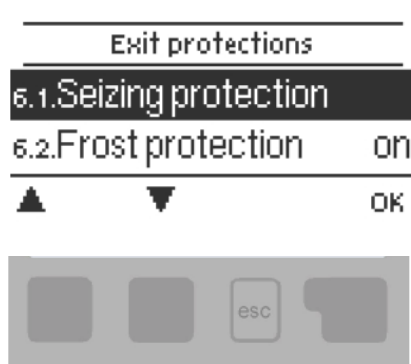 Exit protections
6.1.Seizing protection
6.2.Frost protection on
▲ ▼ OK
esc